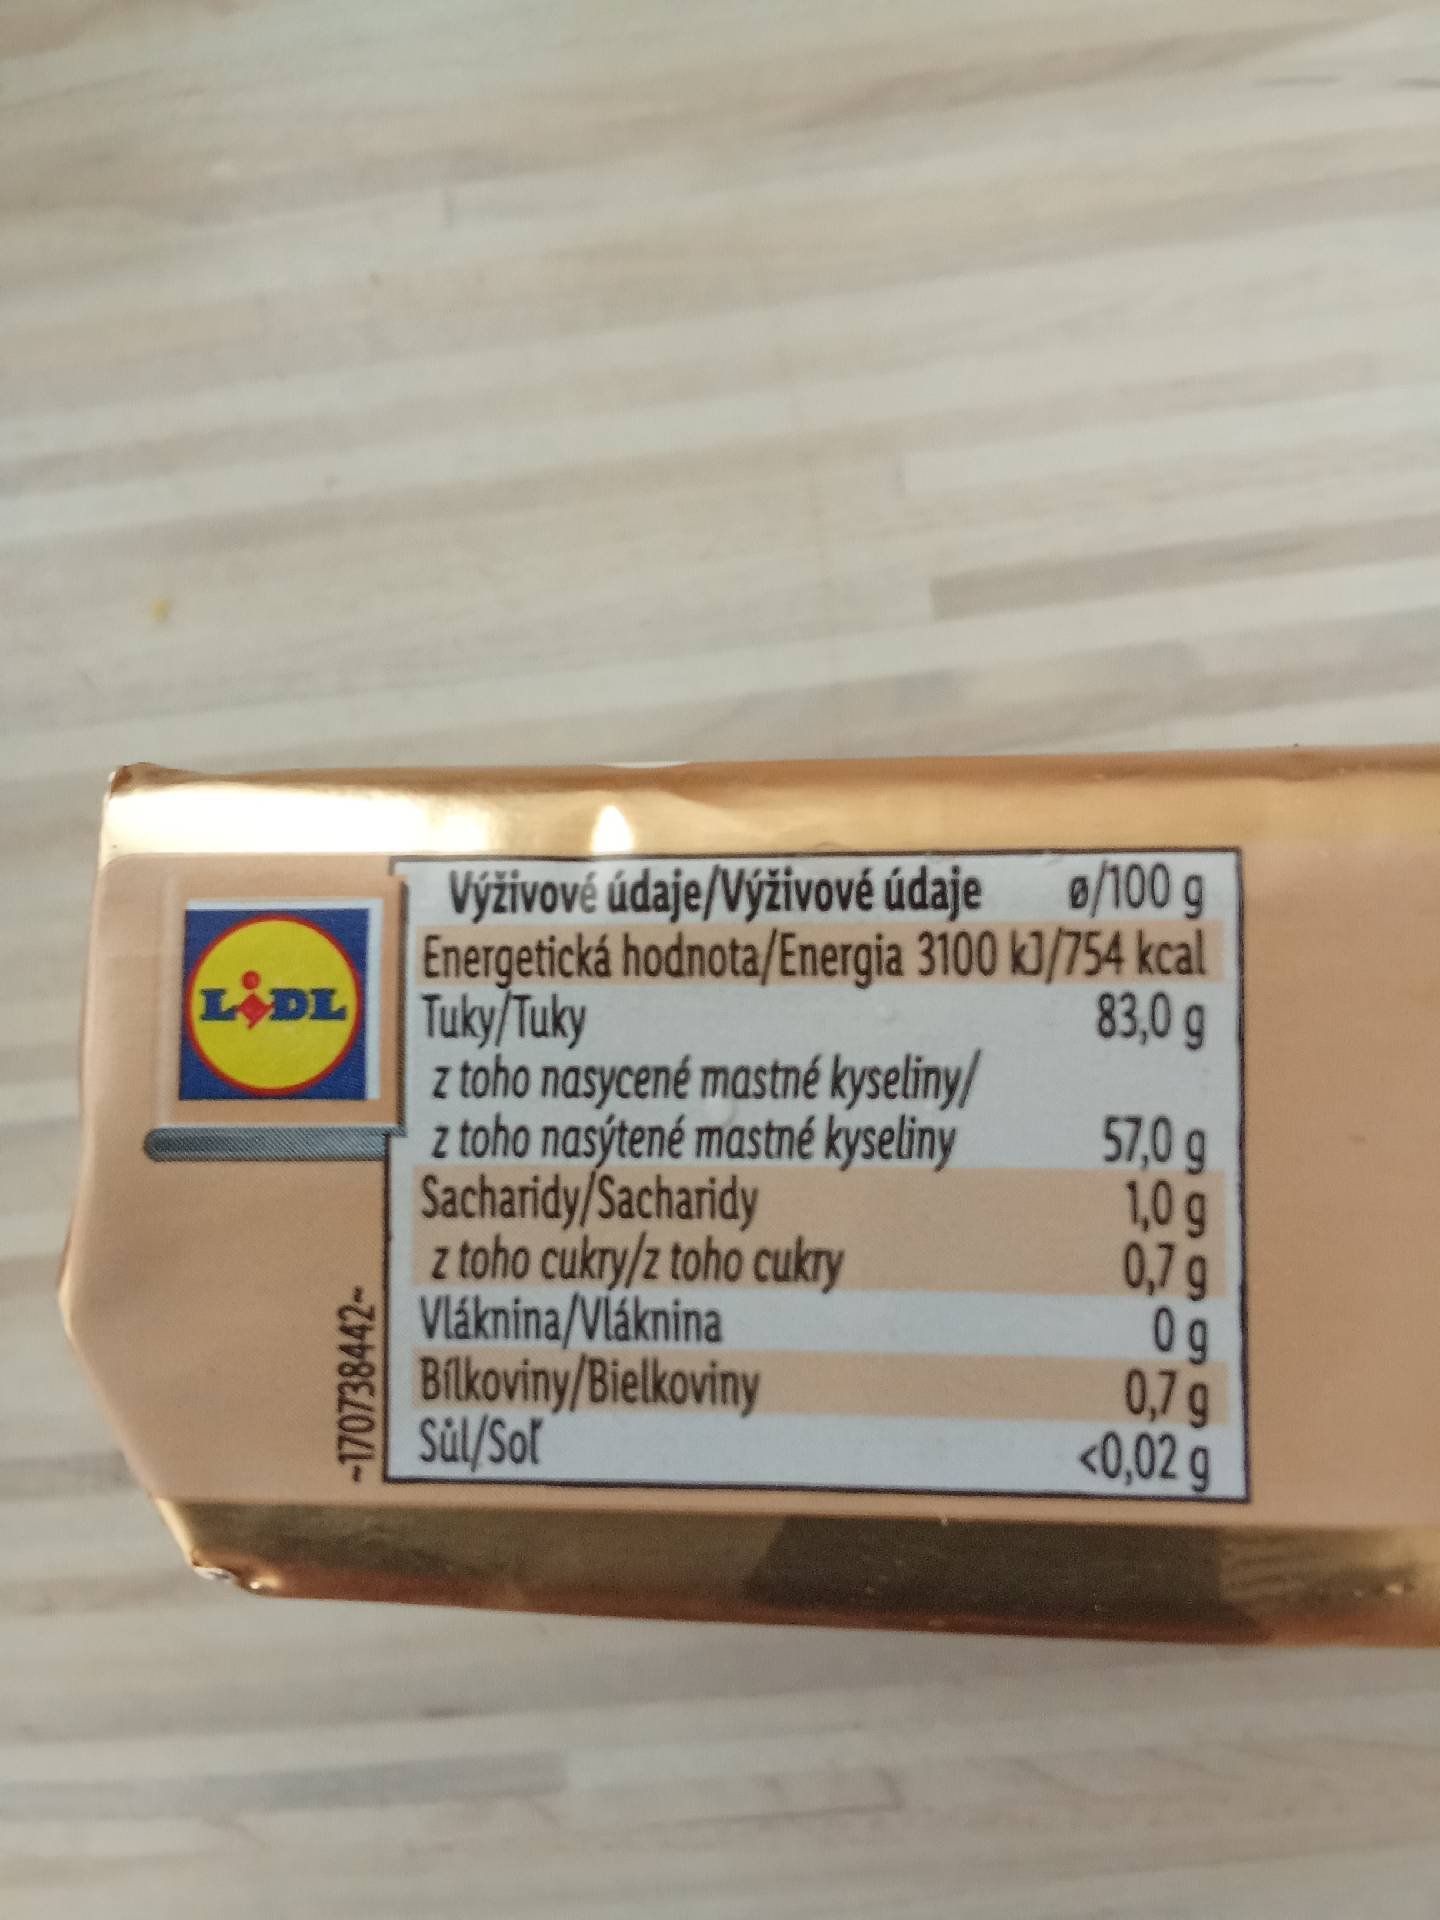 LIDL
Výživové údaje/Výživové údaje ø/100 g
Energetická hodnota/Energia 3100 kJ/754 kcal
Tuky/Tuky 83,0 g
z toho nasycené mastné kyseliny/
z toho nasýtené mastné kyseliny 57,0 g
Sacharidy/Sacharidy 1,0 g
z toho cukry/z toho cukry 0,7 g
Vláknina/Vláknina 0 g
Bílkoviny/Bielkoviny 0,7 g
Sůl/Soľ <0,02 g
~170738442~